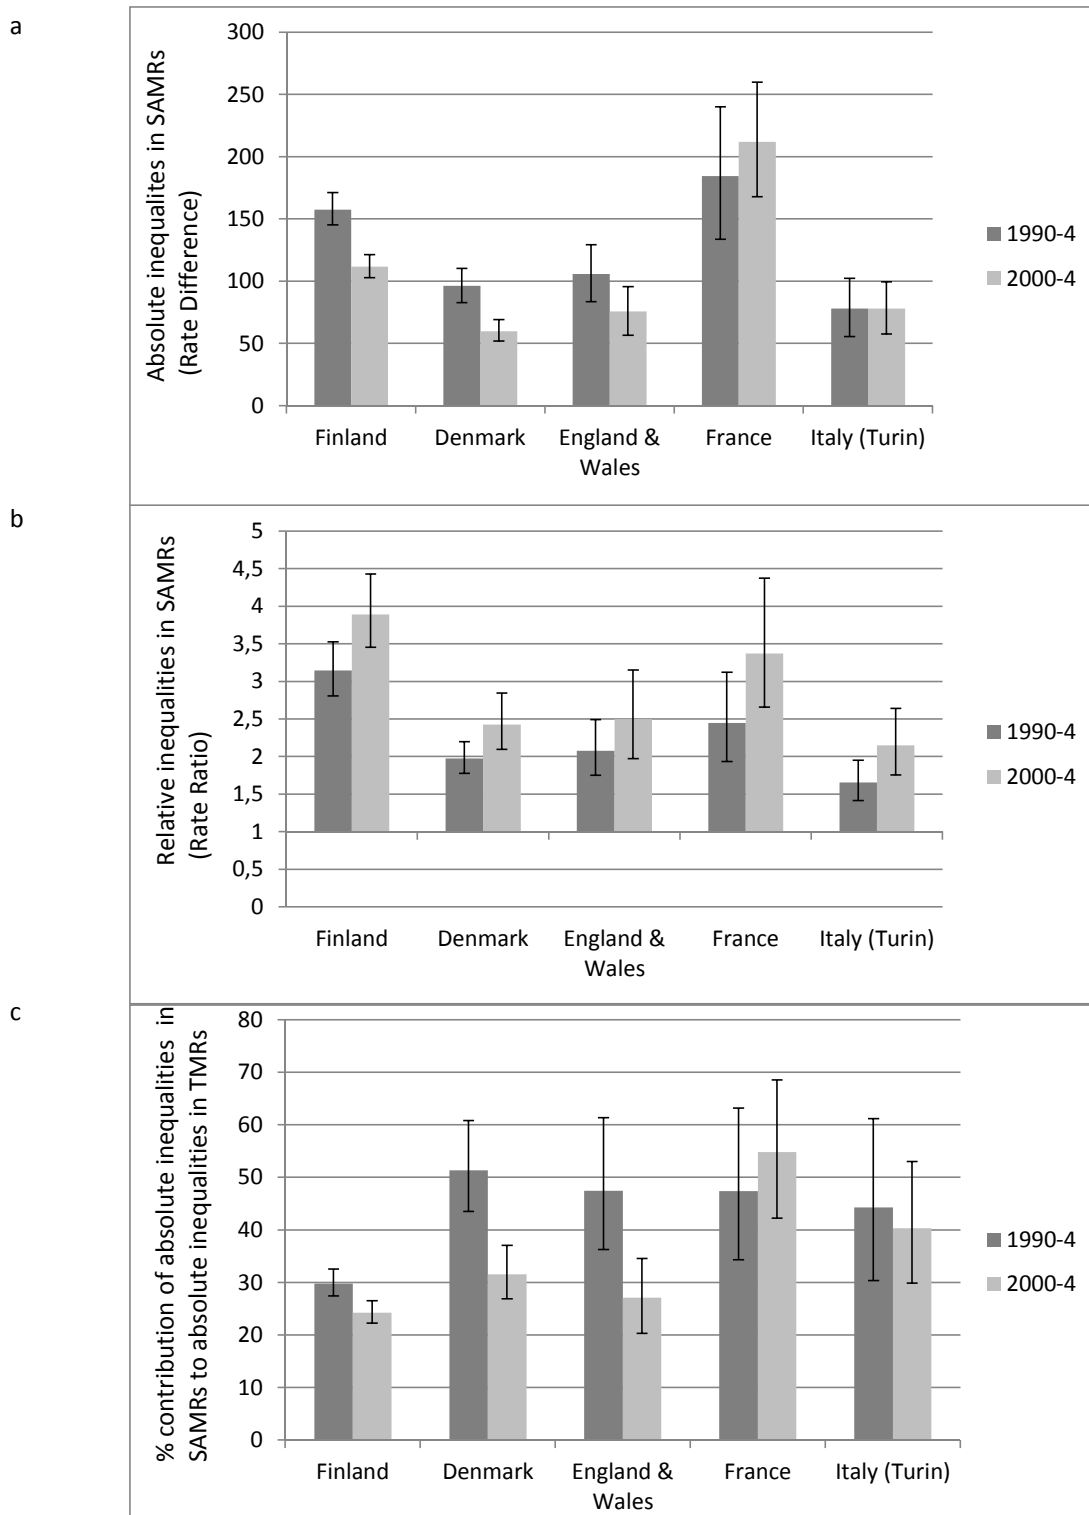 a
Absolute inequalites in SAMRs
(Rate Difference)
300
250
200
150
100
50
0
Finland
Denmark
England &
Wales
France
Italy (Turin)
1990-4
2000-4
b
Relative inequalities in SAMRs
(Rate Ratio)
5
4,5
4
3,5
3
2,5
2
1,5
1
0,5
0
Finland
Denmark
England &
Wales
France
Italy (Turin)
1990-4
2000-4
c
% contribution of absolute inequalities in
SAMRs to absolute inequalities in TMRs
80
70
60
50
40
30
20
10
0
Finland
Denmark
England &
Wales
France
Italy (Turin)
1990-4
2000-4